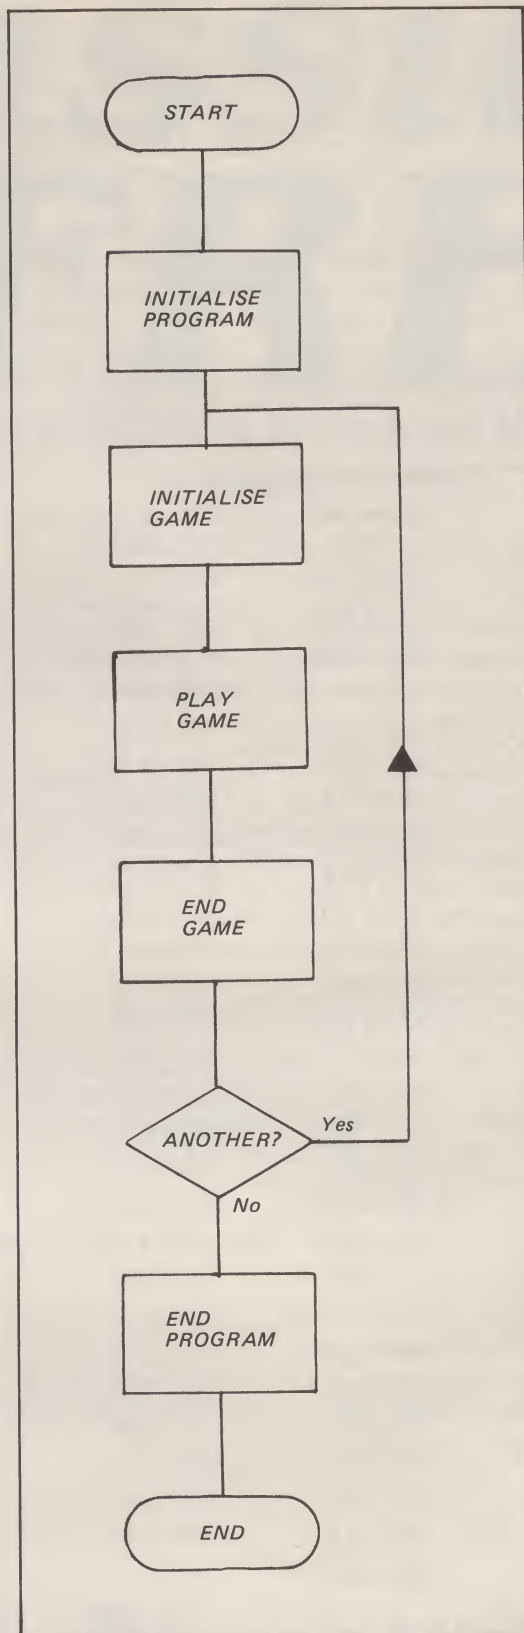 START
INITIALISE
PROGRAM
INITIALISE
GAME
PLAY
GAME
END
GAME
ANOTHER?
Yes
No
END
PROGRAM
END